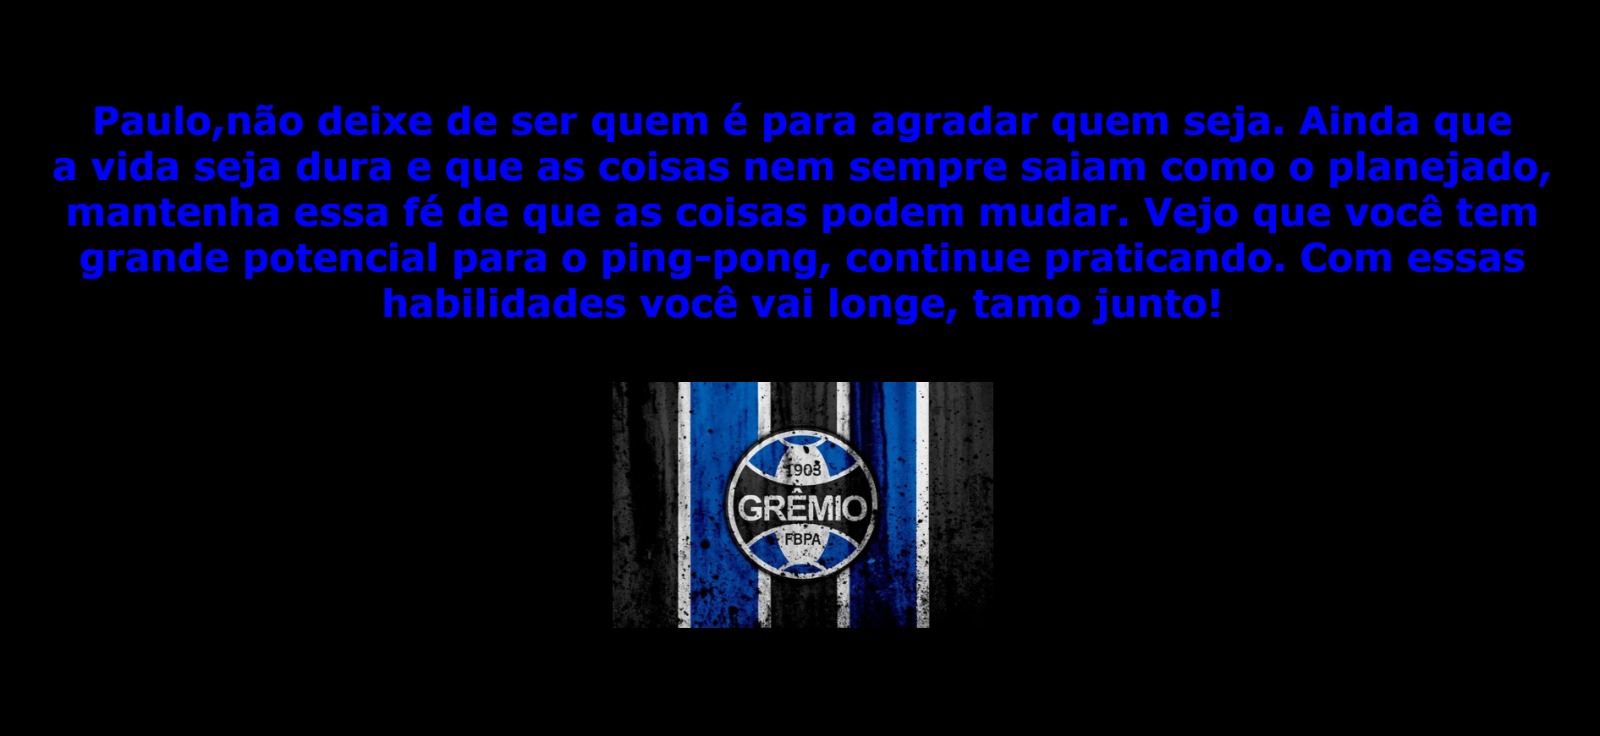 Paulo,não deixe de ser quem é para agradar quem seja. Ainda que
a vida seja dura e que as coisas nem sempre saiam como o planejado,
mantenha essa fé de que as coisas podem mudar. Vejo que você tem
grande potencial para o ping-pong, continue praticando. Com essas
habilidades você vai longe, tamo junto!
1903
GRÊMIO
FBPA